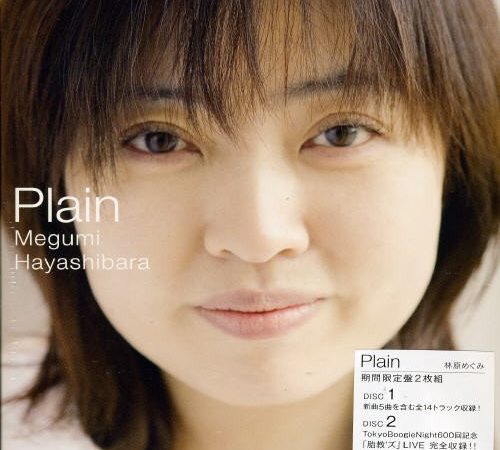 Plain
Megumi
Hayashibara
Plain 林原めぐみ
期間限定盤2枚組
DISC 1
新曲5曲を含む全14トラック収録!
DISC 2
TokyoBoogieNight600回記念
「胎教'ズ」LIVE 完全収録!!